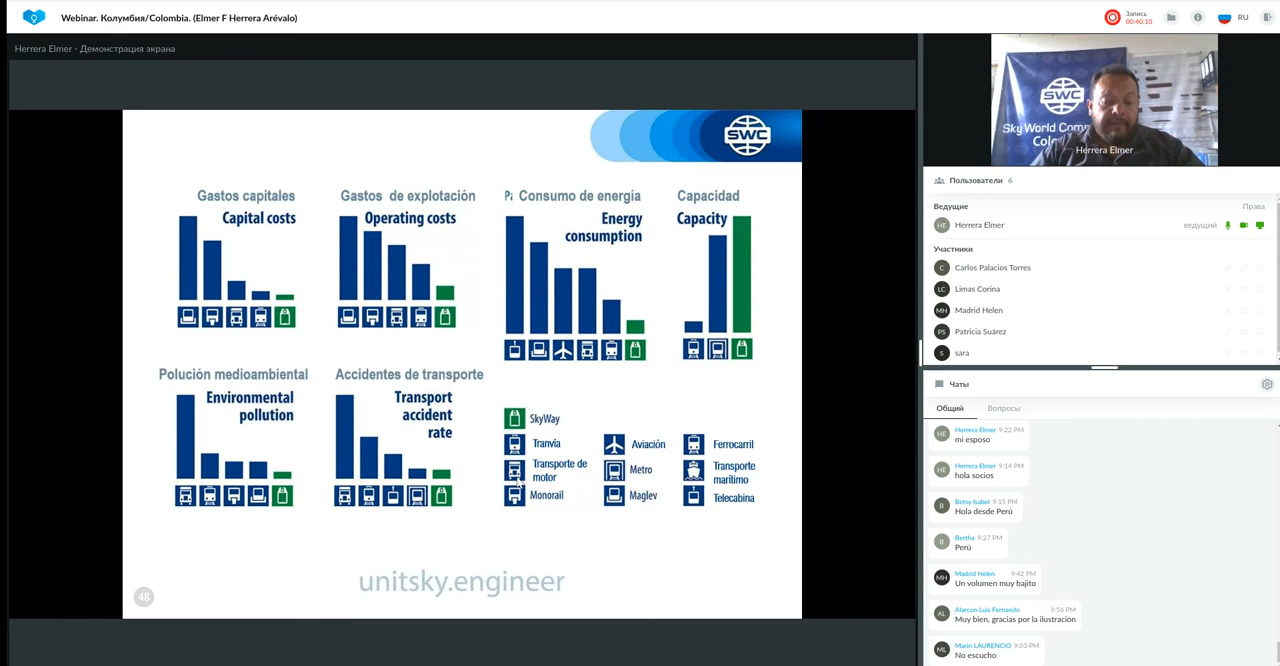 Webinar. Колумбия/Colombia. (Elmer F Herrera Arévalo)
Запись
00:40:10
RU
Herrera Elmer - Демонстрация экрана
SWC
Gastos capitales
Capital costs
Gastos de explotación
Operating costs
Consumo de energía
Energy
consumption
Capacidad
Capacity
Polución medioambiental
Environmental
pollution
Accidentes de transporte
Transport
accident
rate
SkyWay
Tranvía
Aviación
Ferrocarril
Transporte de
motor
Metro
Transporte
marítimo
Monorail
Maglev
Telecabina
unitsky.engineer
48
SWC
Sky World Com
Herrera Elmer
Пользователи 6
Ведущие
Права
HE
Herrera Elmer
ведущий
Участники
C
Carlos Palacios Torres
LC
Limas Corina
MH
Madrid Helen
PS
Patricia Suárez
S
sara
Чаты
Общий
Вопросы
HE
Herrera Elmer 9:22 PM
mi esposo
HE
Herrera Elmer 9:14 PM
hola socios
B
Betsy Isabel 9:15 PM
Hola desde Perú
B
Bertha 9:27 PM
Perú
MH
Madrid Helen 9:42 PM
Un volumen muy bajito
AL
Alarcon Luis Fernando 9:56 PM
Muy bien, gracias por la ilustración
ML
Marin LAURENCIO 9:03 PM
No escucho